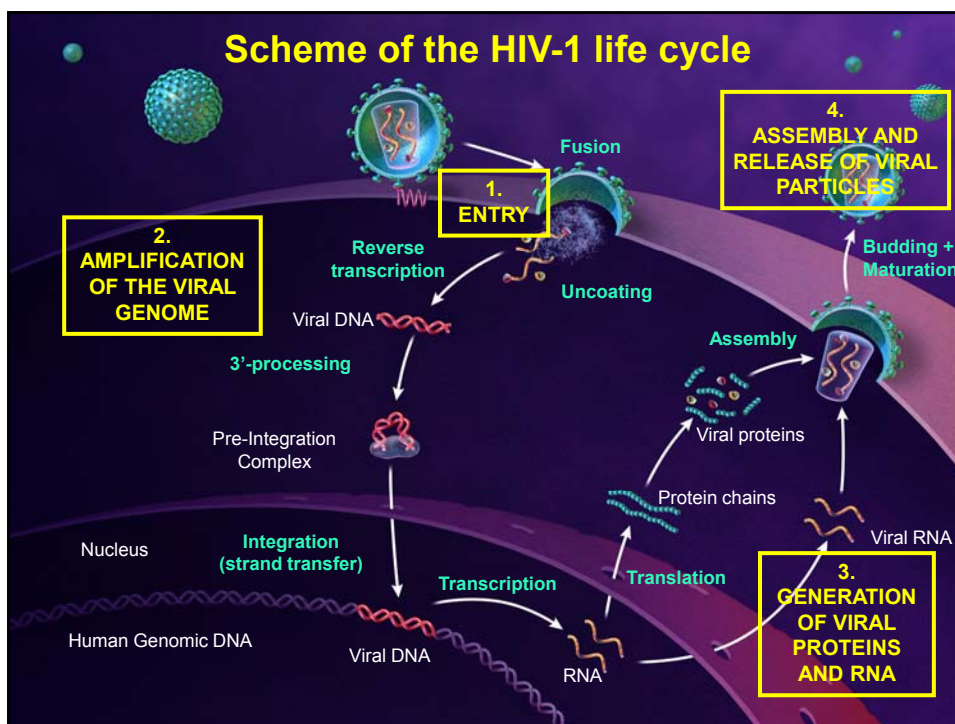 Scheme of the HIV-1 life cycle
4.
ASSEMBLY AND
RELEASE OF VIRAL
PARTICLES
Fusion
1.
ENTRY
2.
AMPLIFICATION
OF THE VIRAL
GENOME
Reverse
transcription
Uncoating
Budding +
Maturation
Viral DNA
Assembly
3’-processing
Pre-Integration
Complex
Viral proteins
Protein chains
Nucleus
Integration
(strand transfer)
Viral RNA
Transcription
Translation
3.
GENERATION
OF VIRAL
PROTEINS
AND RNA
Human Genomic DNA
Viral DNA
RNA